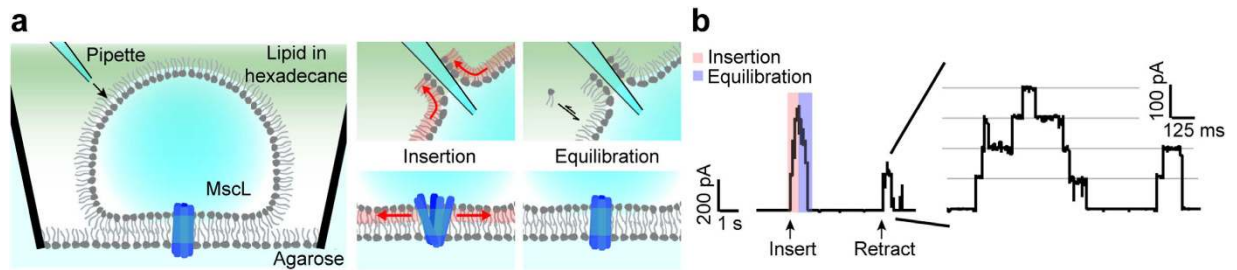 a
Pipette
Lipid in
hexadecane
MscL
Agarose
Insertion
Equilibration
b
Insertion
Equilibration
200 pA
1 s
Insert
Retract
100 pA
125 ms